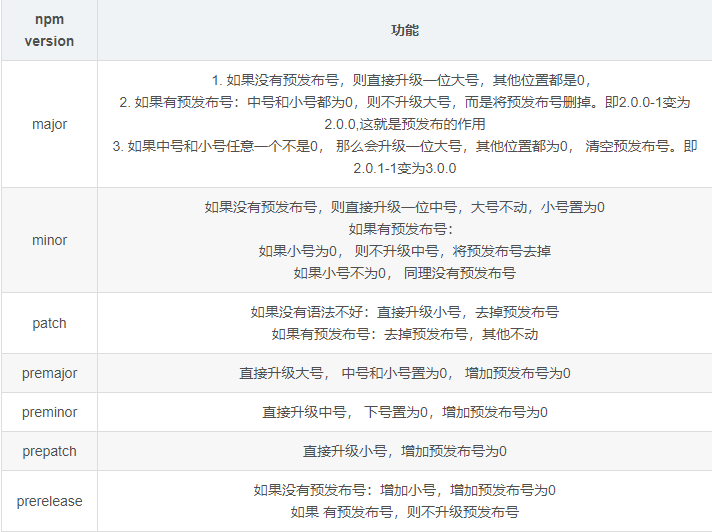 npm
version
功能
major
1. 如果没有预发布号，则直接升级一位大号，其他位置都是0，
2. 如果有预发布号：中号和小号都为0，则不升级大号，而是将预发布号删掉。即2.0.0-1变为
2.0.0,这就是预发布的作用
3. 如果中号和小号任意一个不是0， 那么会升级一位大号，其他位置都为0， 清空预发布号。即
2.0.1-1变为3.0.0
minor
如果没有预发布号，则直接升级一位中号，大号不动，小号置为0
如果有预发布号：
如果小号为0， 则不升级中号，将预发布号去掉
如果小号不为0， 同理没有预发布号
patch
如果没有语法不好：直接升级小号，去掉预发布号
如果有预发布号：去掉预发布号，其他不动
premajor
直接升级大号， 中号和小号置为0， 增加预发布号为0
preminor
直接升级中号， 下号置为0，增加预发布号为0
prepatch
直接升级小号，增加预发布号为0
prerelease
如果没有预发布号：增加小号，增加预发布号为0
如果 有预发布号，则不升级预发布号